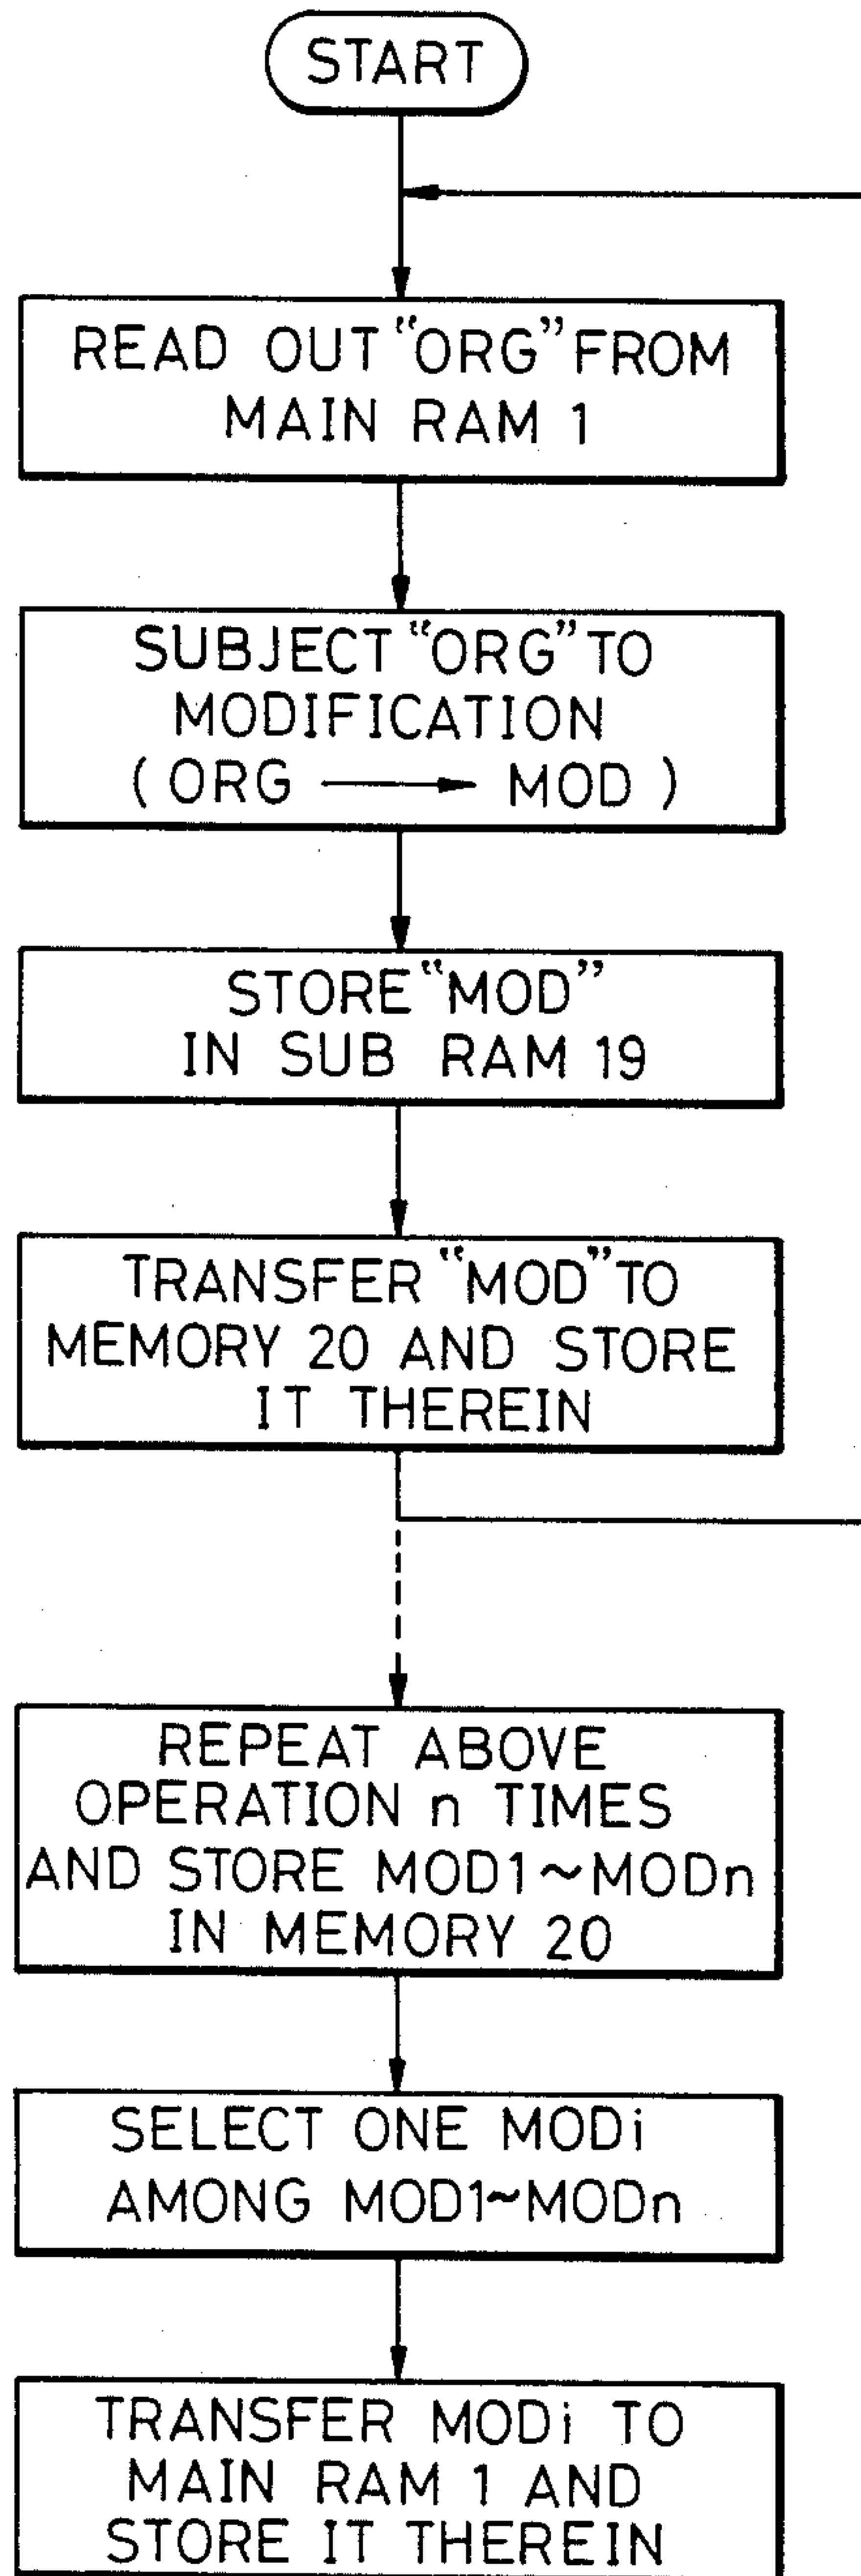 START
READ OUT “ORG” FROM
MAIN RAM 1
SUBJECT “ORG” TO
MODIFICATION
( ORG → MOD )
STORE “MOD”
IN SUB RAM 19
TRANSFER “MOD” TO
MEMORY 20 AND STORE
IT THEREIN
REPEAT ABOVE
OPERATION n TIMES
AND STORE MOD1~MODn
IN MEMORY 20
SELECT ONE MODi
AMONG MOD1~MODn
TRANSFER MODi TO
MAIN RAM 1 AND
STORE IT THEREIN